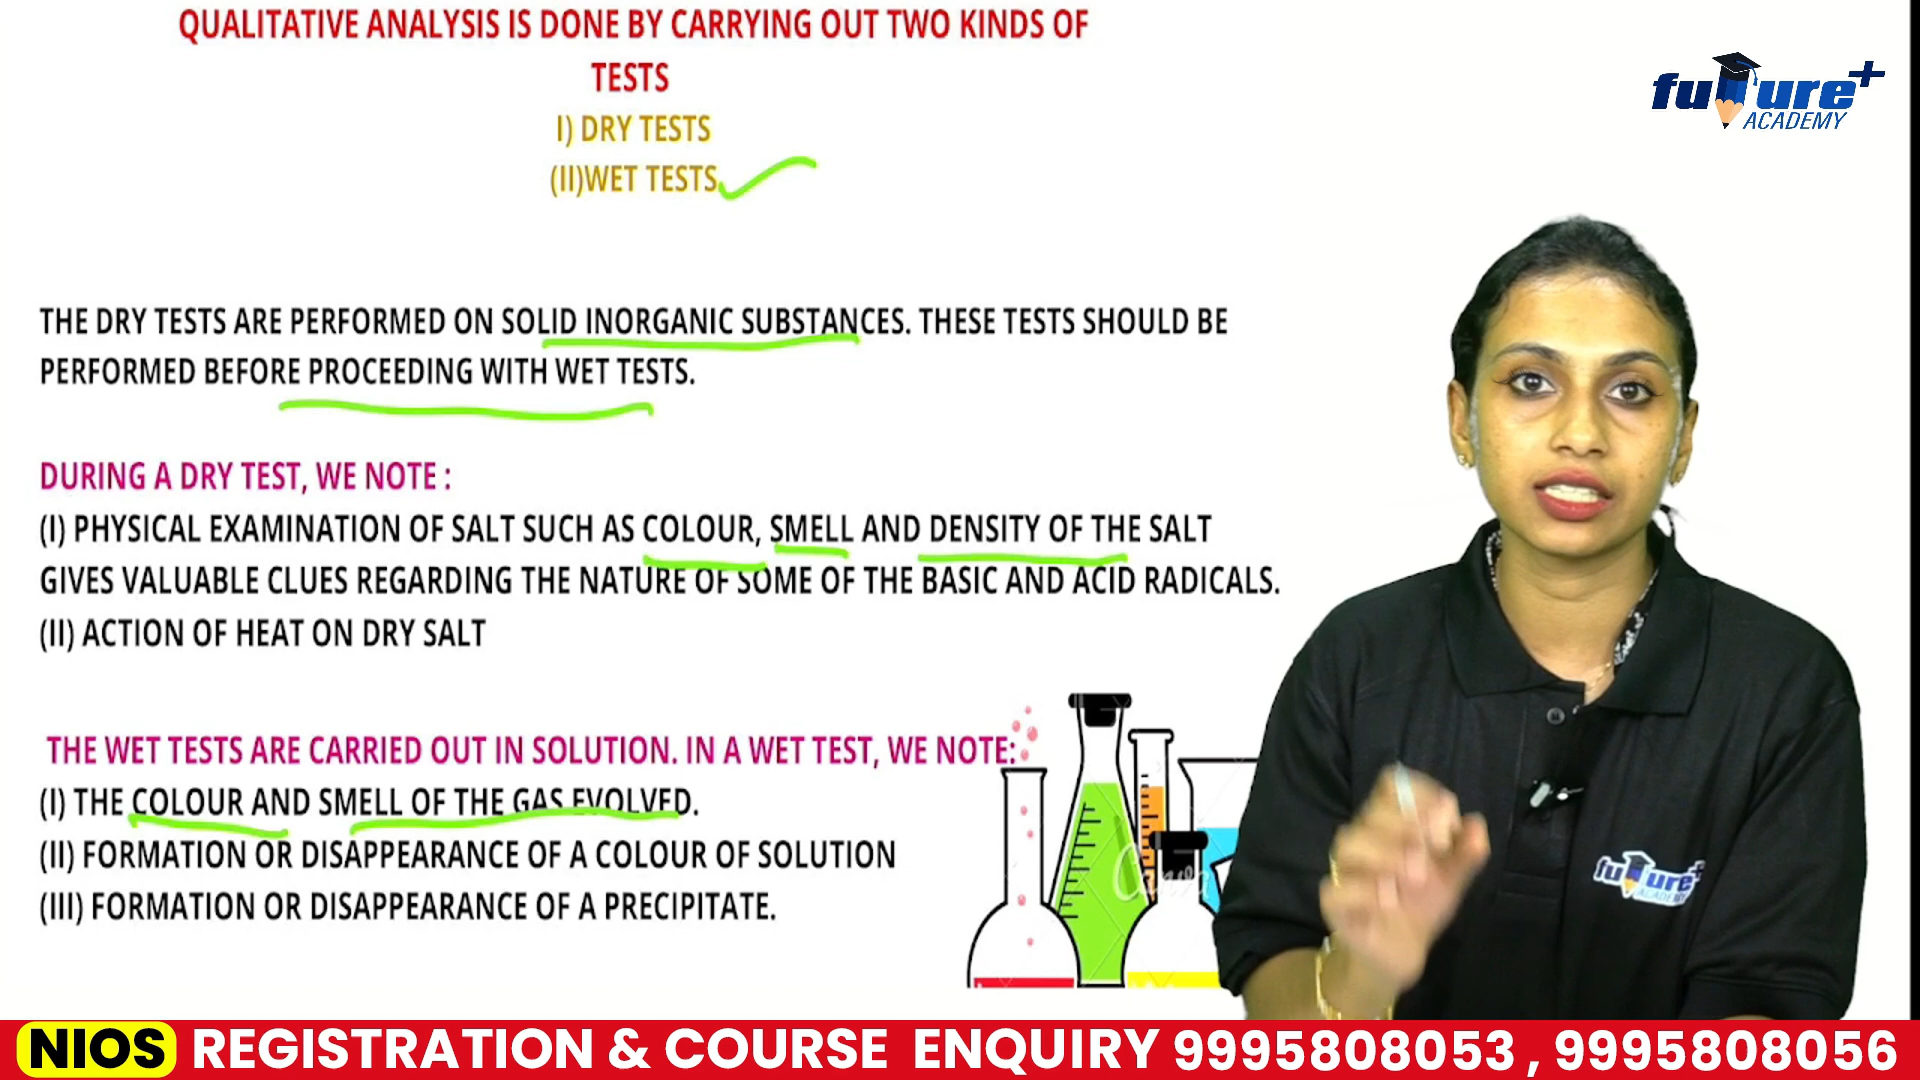 QUALITATIVE ANALYSIS IS DONE BY CARRYING OUT TWO KINDS OF
TESTS
I) DRY TESTS
(II)WET TESTS
future+
ACADEMY
THE DRY TESTS ARE PERFORMED ON SOLID INORGANIC SUBSTANCES. THESE TESTS SHOULD BE
PERFORMED BEFORE PROCEEDING WITH WET TESTS.
DURING A DRY TEST, WE NOTE :
(I) PHYSICAL EXAMINATION OF SALT SUCH AS COLOUR, SMELL AND DENSITY OF THE SALT
GIVES VALUABLE CLUES REGARDING THE NATURE OF SOME OF THE BASIC AND ACID RADICALS.
(II) ACTION OF HEAT ON DRY SALT
THE WET TESTS ARE CARRIED OUT IN SOLUTION. IN A WET TEST, WE NOTE:
(I) THE COLOUR AND SMELL OF THE GAS EVOLVED.
(II) FORMATION OR DISAPPEARANCE OF A COLOUR OF SOLUTION
(III) FORMATION OR DISAPPEARANCE OF A PRECIPITATE.
Canva
future+
ACADEMY
NIOS REGISTRATION & COURSE ENQUIRY 9995808053 , 9995808056